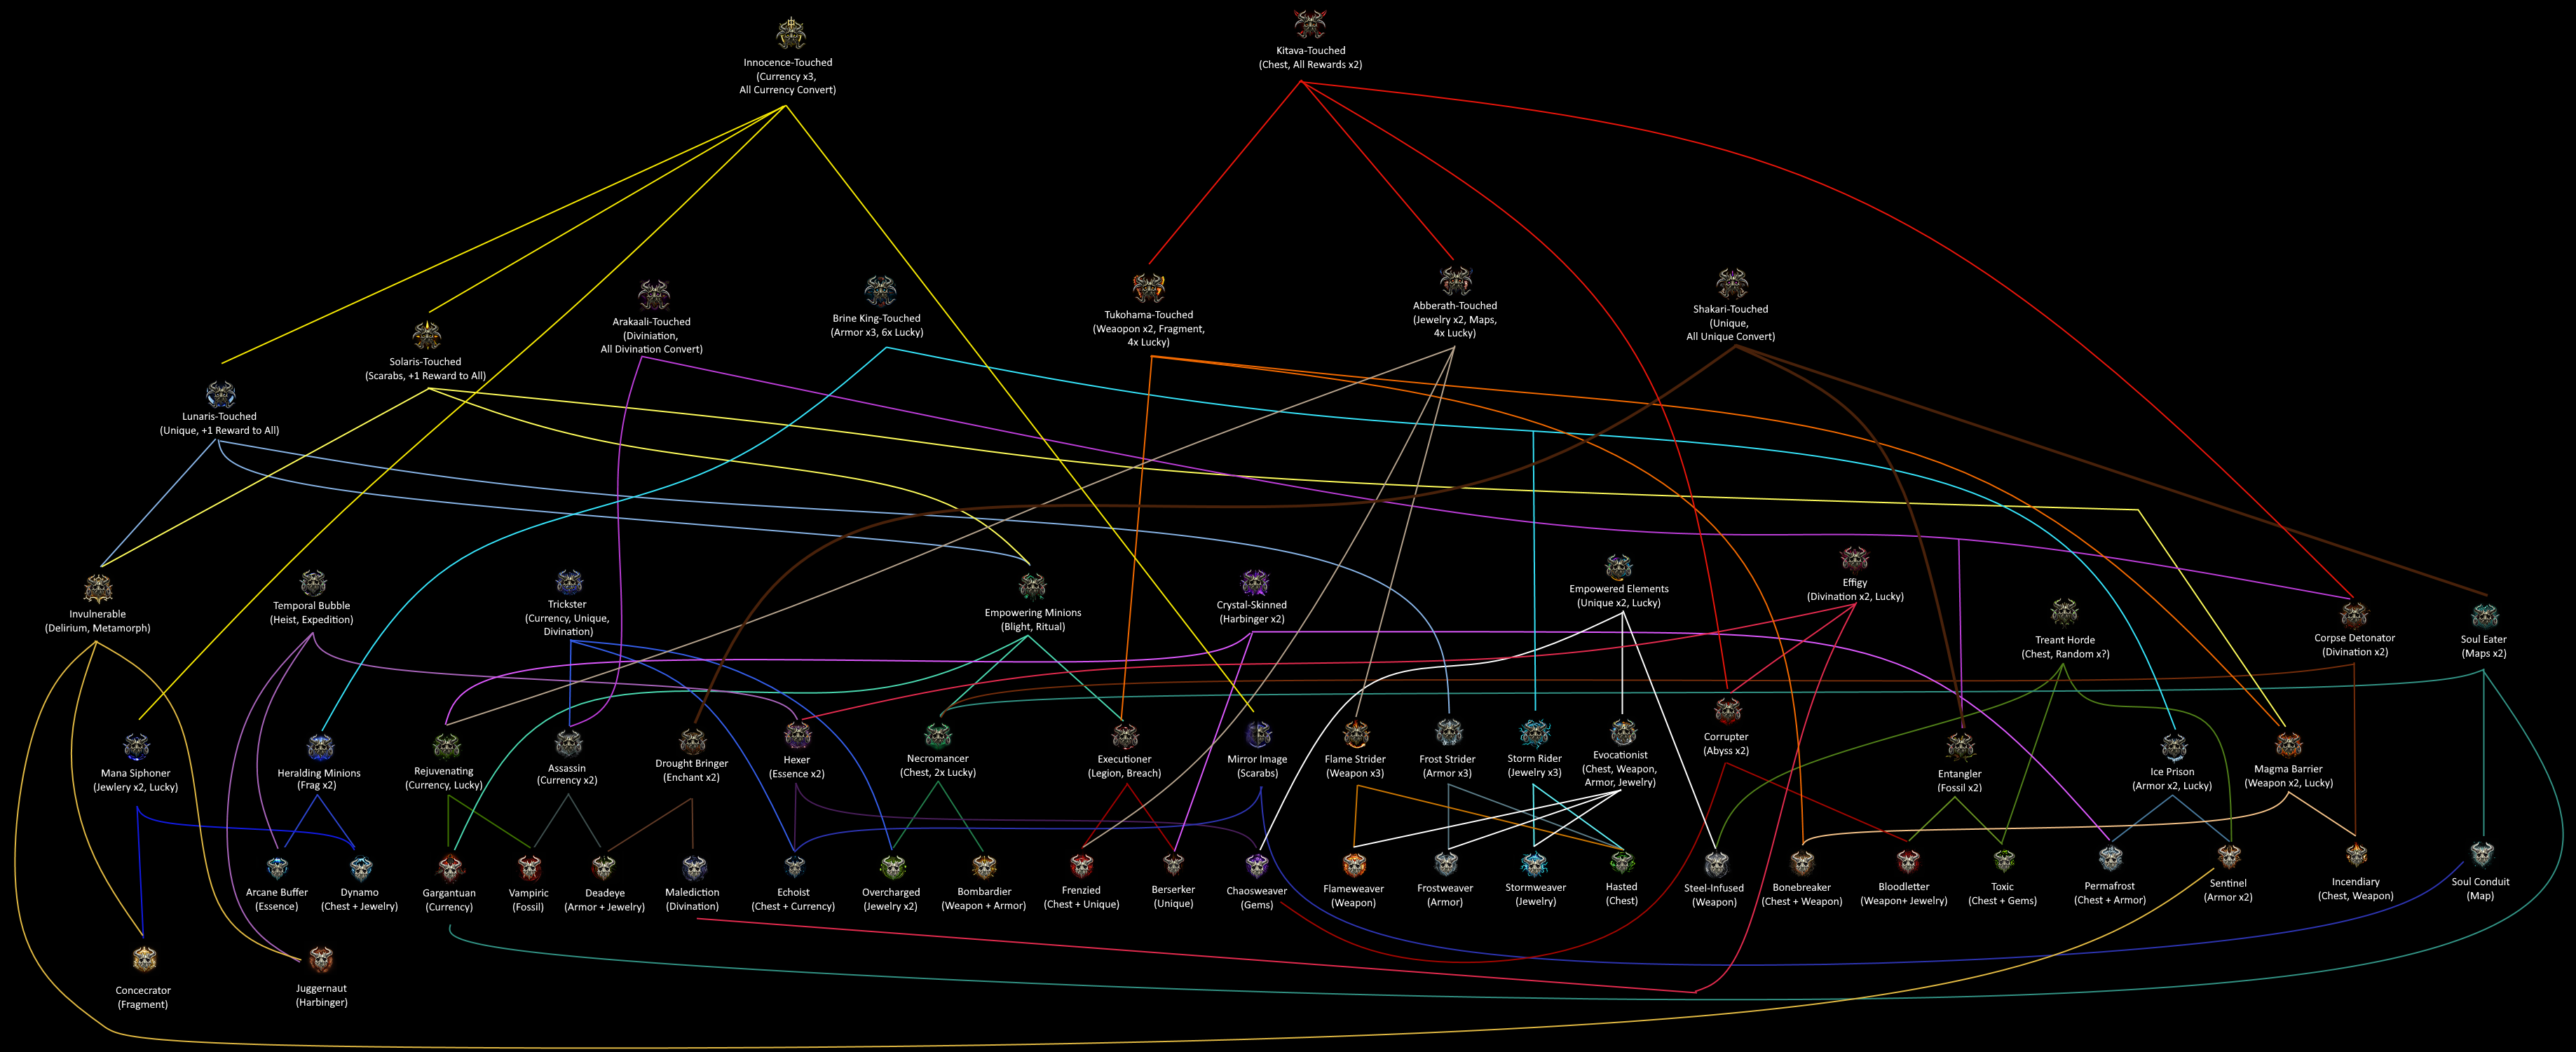 Innocence-Touched
(Currency x3,
All Currency Convert)
Kitava-Touched
(Chest, All Rewards x2)
Lunaris-Touched
(Unique, +1 Reward to All)
Solaris-Touched
(Scarabs, +1 Reward to All)
Arakaali-Touched
(Diviniation,
All Divination Convert)
Brine King-Touched
(Armor x3, 6x Lucky)
Tukohama-Touched
(Weaopon x2, Fragment,
4x Lucky)
Abberath-Touched
(Jewelry x2, Maps,
4x Lucky)
Shakari-Touched
(Unique,
All Unique Convert)
Invulnerable
(Delirium, Metamorph)
Temporal Bubble
(Heist, Expedition)
Trickster
(Currency, Unique,
Divination)
Empowering Minions
(Blight, Ritual)
Crystal-Skinned
(Harbinger x2)
Empowered Elements
(Unique x2, Lucky)
Effigy
(Divination x2, Lucky)
Treant Horde
(Chest, Random x?)
Corpse Detonator
(Divination x2)
Soul Eater
(Maps x2)
Mana Siphoner
(Jewlery x2, Lucky)
Heralding Minions
(Frag x2)
Rejuvenating
(Currency, Lucky)
Assassin
(Currency x2)
Drought Bringer
(Enchant x2)
Hexer
(Essence x2)
Necromancer
(Chest, 2x Lucky)
Executioner
(Legion, Breach)
Mirror Image
(Scarabs)
Flame Strider
(Weapon x3)
Frost Strider
(Armor x3)
Storm Rider
(Jewelry x3)
Evocationist
(Chest, Weapon,
Armor, Jewelry)
Corrupter
(Abyss x2)
Entangler
(Fossil x2)
Ice Prison
(Armor x2, Lucky)
Magma Barrier
(Weapon x2, Lucky)
Arcane Buffer
(Essence)
Dynamo
(Chest + Jewelry)
Gargantuan
(Currency)
Vampiric
(Fossil)
Deadeye
(Armor + Jewelry)
Malediction
(Divination)
Echoist
(Chest + Currency)
Overcharged
(Jewelry x2)
Bombardier
(Weapon + Armor)
Frenzied
(Chest + Unique)
Berserker
(Unique)
Chaosweaver
(Gems)
Flameweaver
(Weapon)
Frostweaver
(Armor)
Stormweaver
(Jewelry)
Hasted
(Chest)
Steel-Infused
(Weapon)
Bonebreaker
(Chest + Weapon)
Bloodletter
(Weapon+ Jewelry)
Toxic
(Chest + Gems)
Permafrost
(Chest + Armor)
Sentinel
(Armor x2)
Incendiary
(Chest, Weapon)
Soul Conduit
(Map)
Concecrator
(Fragment)
Juggernaut
(Harbinger)